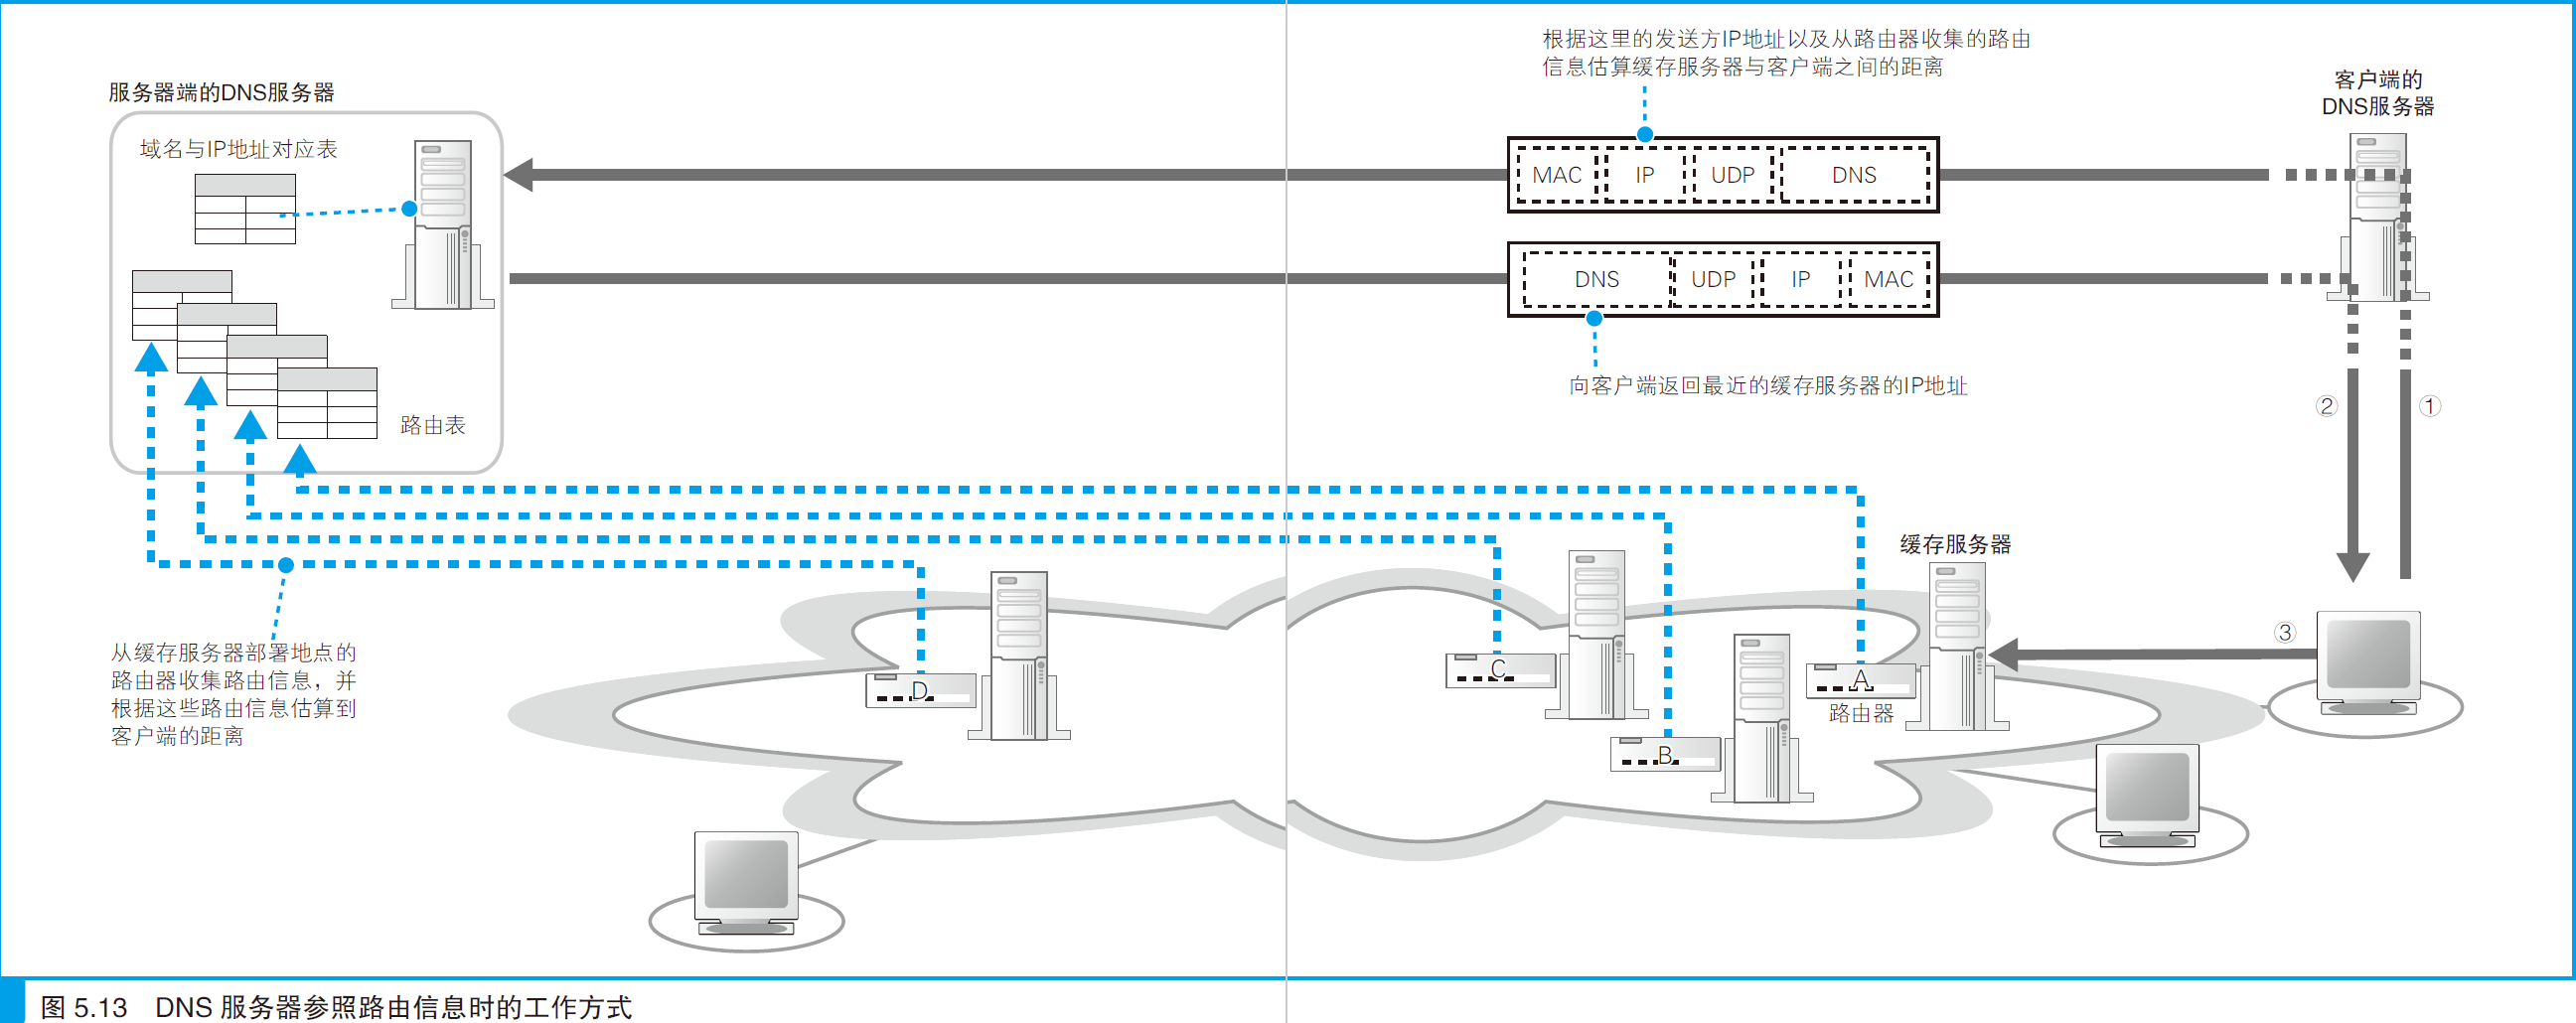 服务器端的DNS服务器
域名与IP地址对应表
路由表
根据这里的发送方IP地址以及从路由器收集的路由
信息估算缓存服务器与客户端之间的距离
客户端的
DNS服务器
MAC IP UDP DNS
DNS UDP IP MAC
向客户端返回最近的缓存服务器的IP地址
② ①
缓存服务器
③
从缓存服务器部署地点的
路由器收集路由信息，并
根据这些路由信息估算到
客户端的距离
D
C
B
A
路由器
图 5.13 DNS 服务器参照路由信息时的工作方式